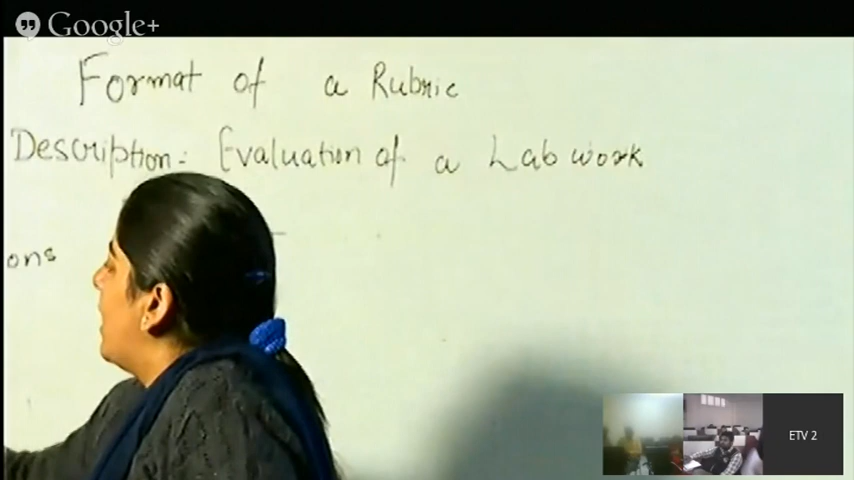 Google+
Format of a Rubric
Description: Evaluation of a Lab work
ons
ETV 2